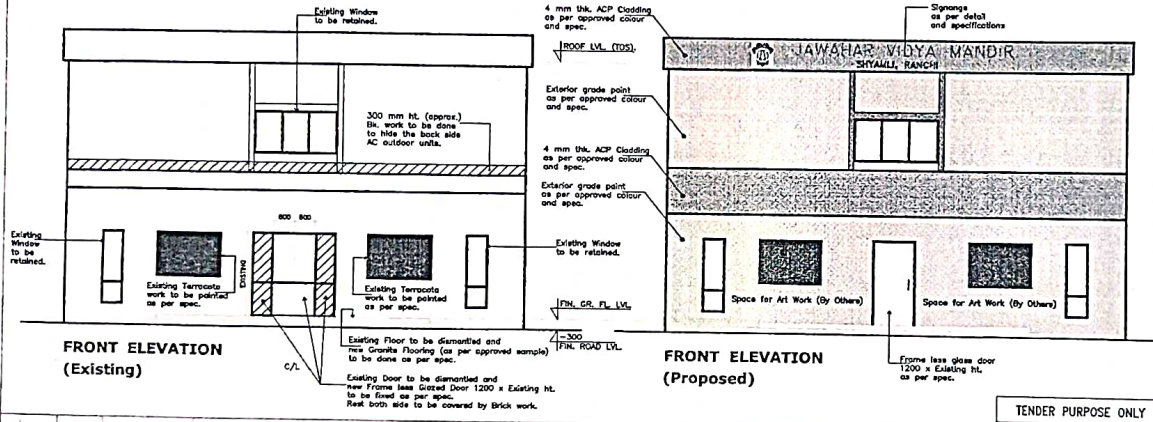 Existing Window
to be retained.
300 mm ht. (approx.)
Bk. work to be done
to hide the back side
AC outdoor units.
Existing
Window
to be
retained.
600 600
EXISTING
Existing Terracota
work to be painted
as per spec.
Existing Terracota
work to be painted
as per spec.
Existing Window
to be retained.
FIN. GR. FL. LVL.
-300
FIN. ROAD LVL.
Existing Floor to be dismantled and
new Granite Flooring (as per approved sample)
to be done as per spec.
C/L
Existing Door to be dismantled and
new Frame less Glazed Door 1200 x Existing ht.
to be fixed as per spec.
Rest both side to be covered by Brick work.
FRONT ELEVATION
(Existing)
4 mm thk. ACP Cladding
as per approved colour
and spec.
ROOF LVL. (TOS).
Exterior grade paint
as per approved colour
and spec.
4 mm thk. ACP Cladding
as per approved colour
and spec.
Exterior grade paint
as per approved colour
and spec.
Signange
as per detail
and specifications
JAWAHAR VIDYA MANDIR
SHYAMLI, RANCHI
Space for Art Work (By Others)
Space for Art Work (By Others)
Frame less glass door
1200 x Existing ht.
as per spec.
FRONT ELEVATION
(Proposed)
TENDER PURPOSE ONLY